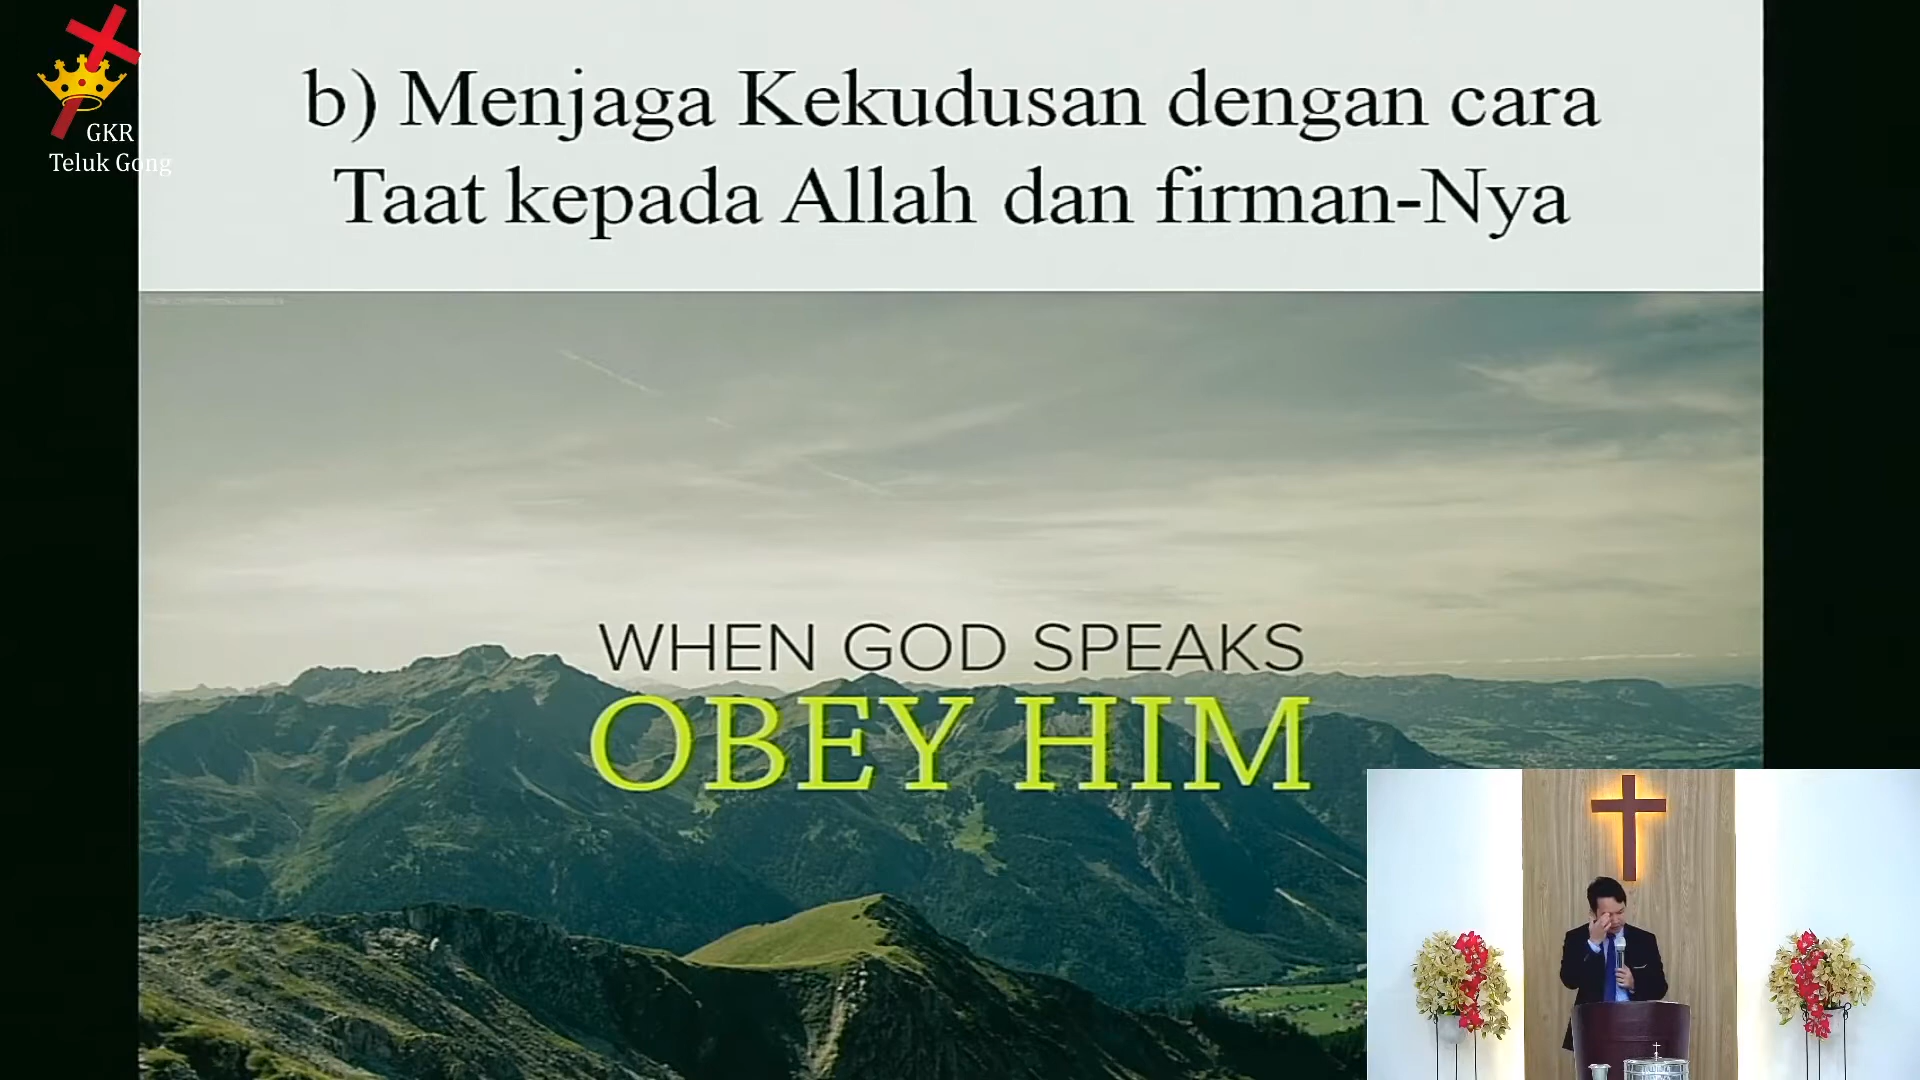 GKR
Teluk Gong
b) Menjaga Kekudusan dengan cara
Taat kepada Allah dan firman-Nya
WHEN GOD SPEAKS
OBEY HIM